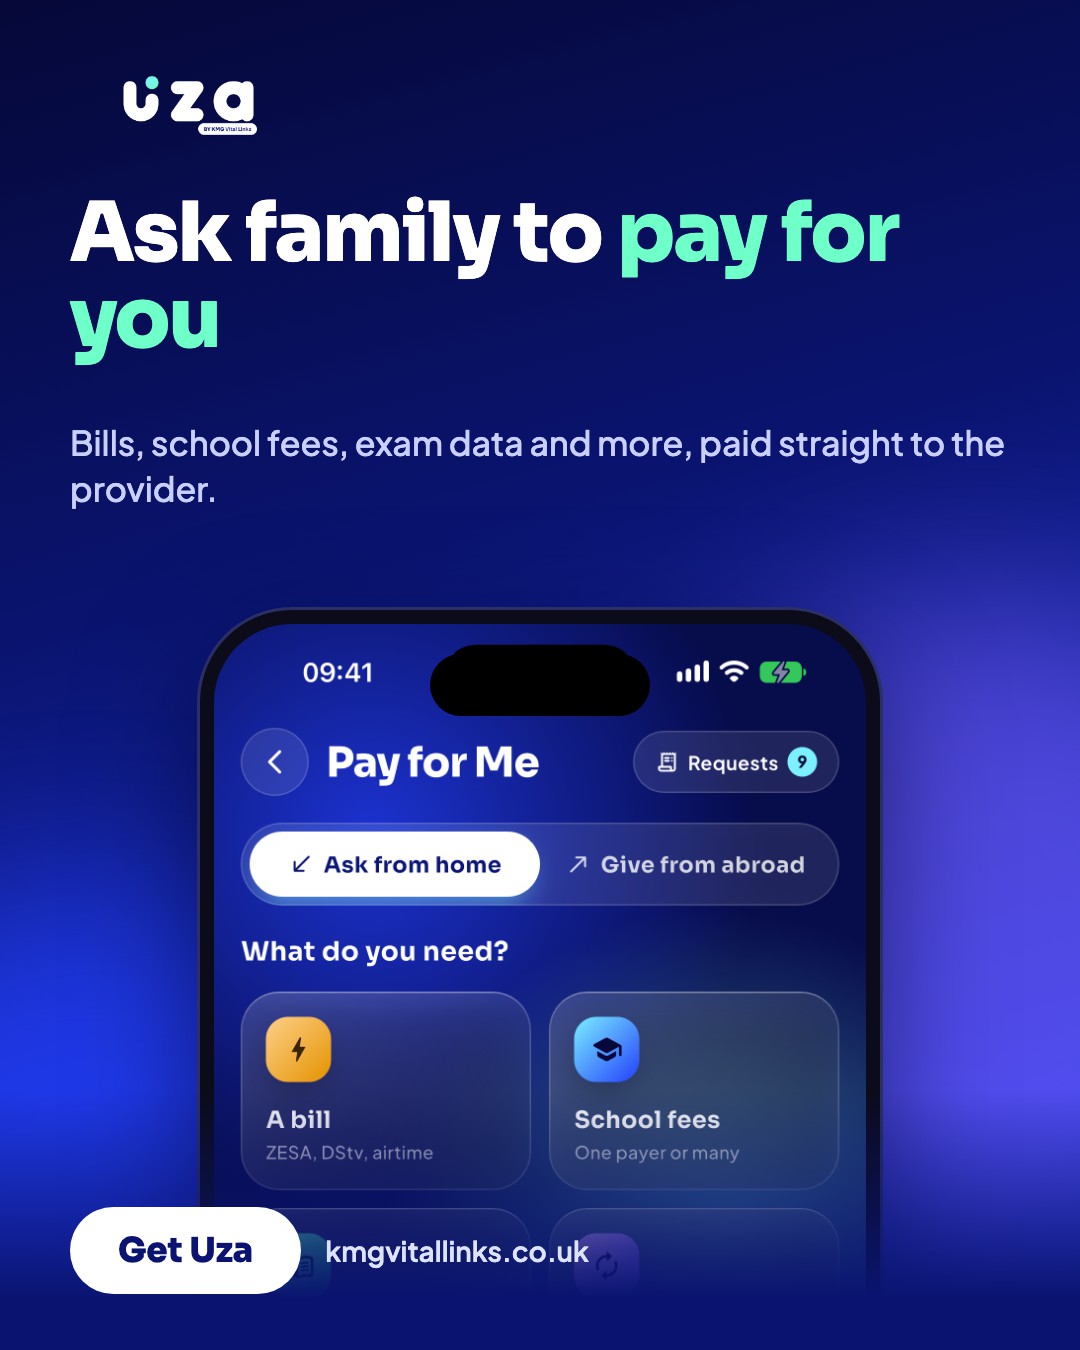 uza
BY KMG Vital Links
Ask family to pay for
you
Bills, school fees, exam data and more, paid straight to the
provider.
09:41
Pay for Me
Requests 9
Ask from home
Give from abroad
What do you need?
A bill
ZESA, DStv, airtime
School fees
One payer or many
Get Uza
kmgvitallinks.co.uk